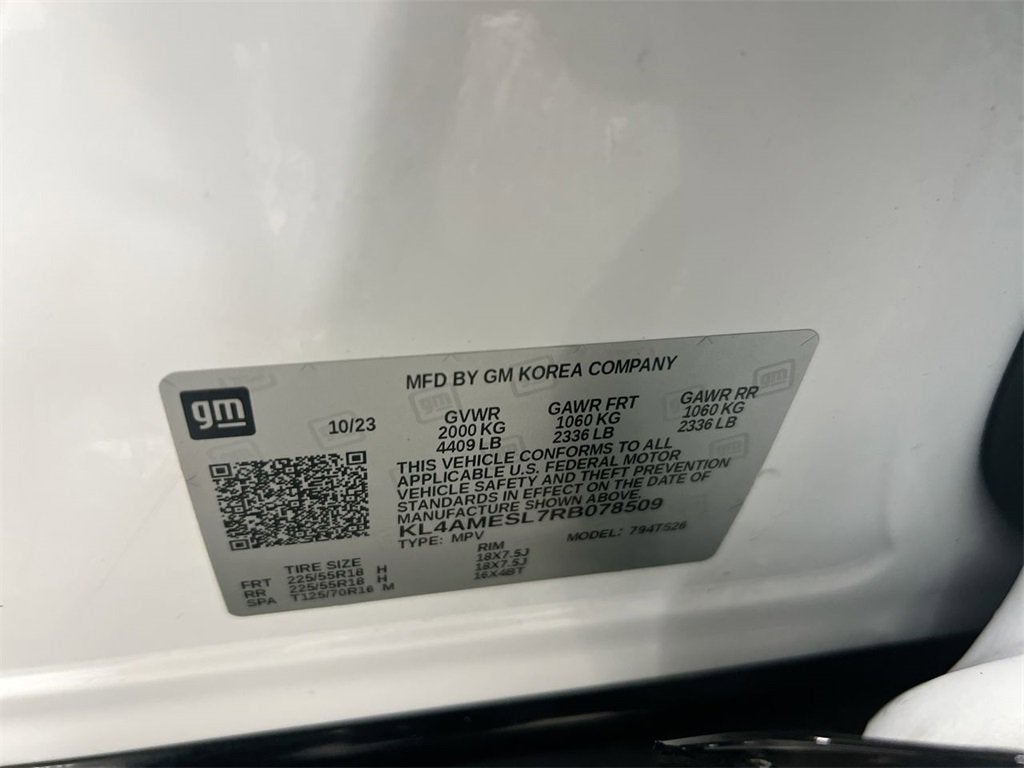 MFD BY GM KOREA COMPANY
gm
10/23
GVWR GAWR FRT GAWR RR
2000 KG 1060 KG 1060 KG
4409 LB 2336 LB 2336 LB
THIS VEHICLE CONFORMS TO ALL
APPLICABLE U.S. FEDERAL MOTOR
VEHICLE SAFETY AND THEFT PREVENTION
STANDARDS IN EFFECT ON THE DATE OF
MANUFACTURE SHOWN ABOVE.
KL4AMESL7RB078509
TYPE: MPV MODEL: 794T526
TIRE SIZE RIM
FRT 225/55R18 H 18X7.5J
RR 225/55R18 H 18X7.5J
SPA T125/70R16 M 16X4BT